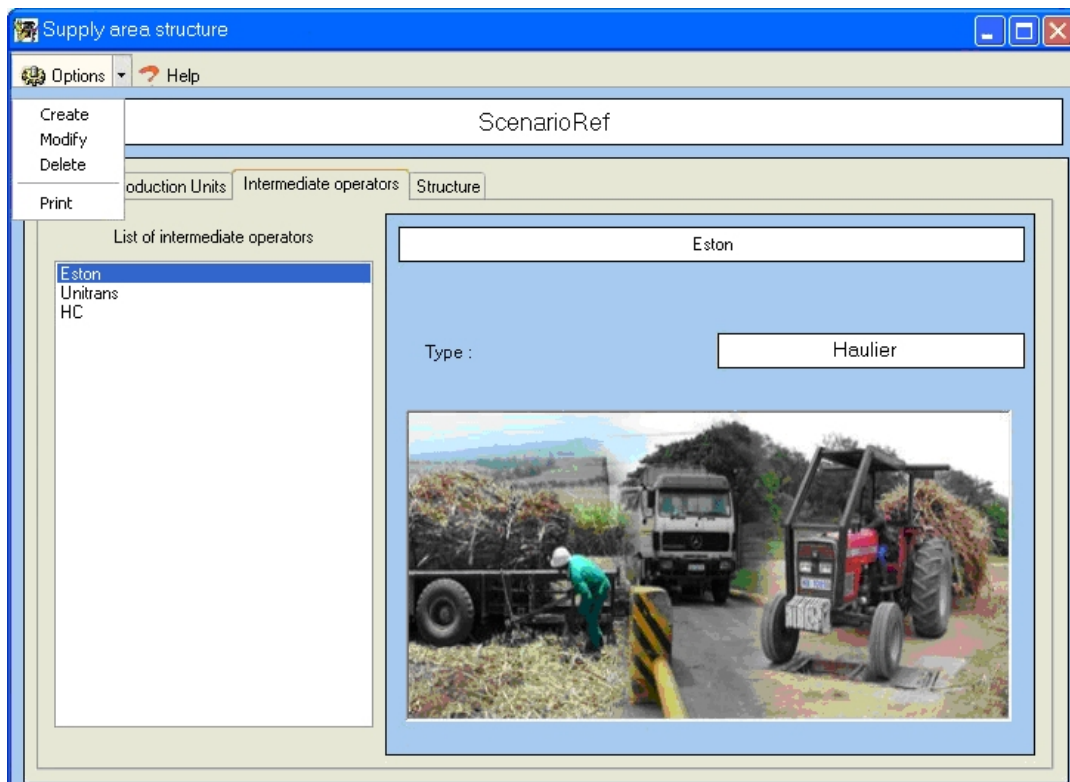 Supply area structure
Options Help
Create
Modify
Delete
Print
ScenarioRef
oduction Units Intermediate operators Structure
List of intermediate operators
Eston
Unitrans
HC
Eston
Type :
Haulier